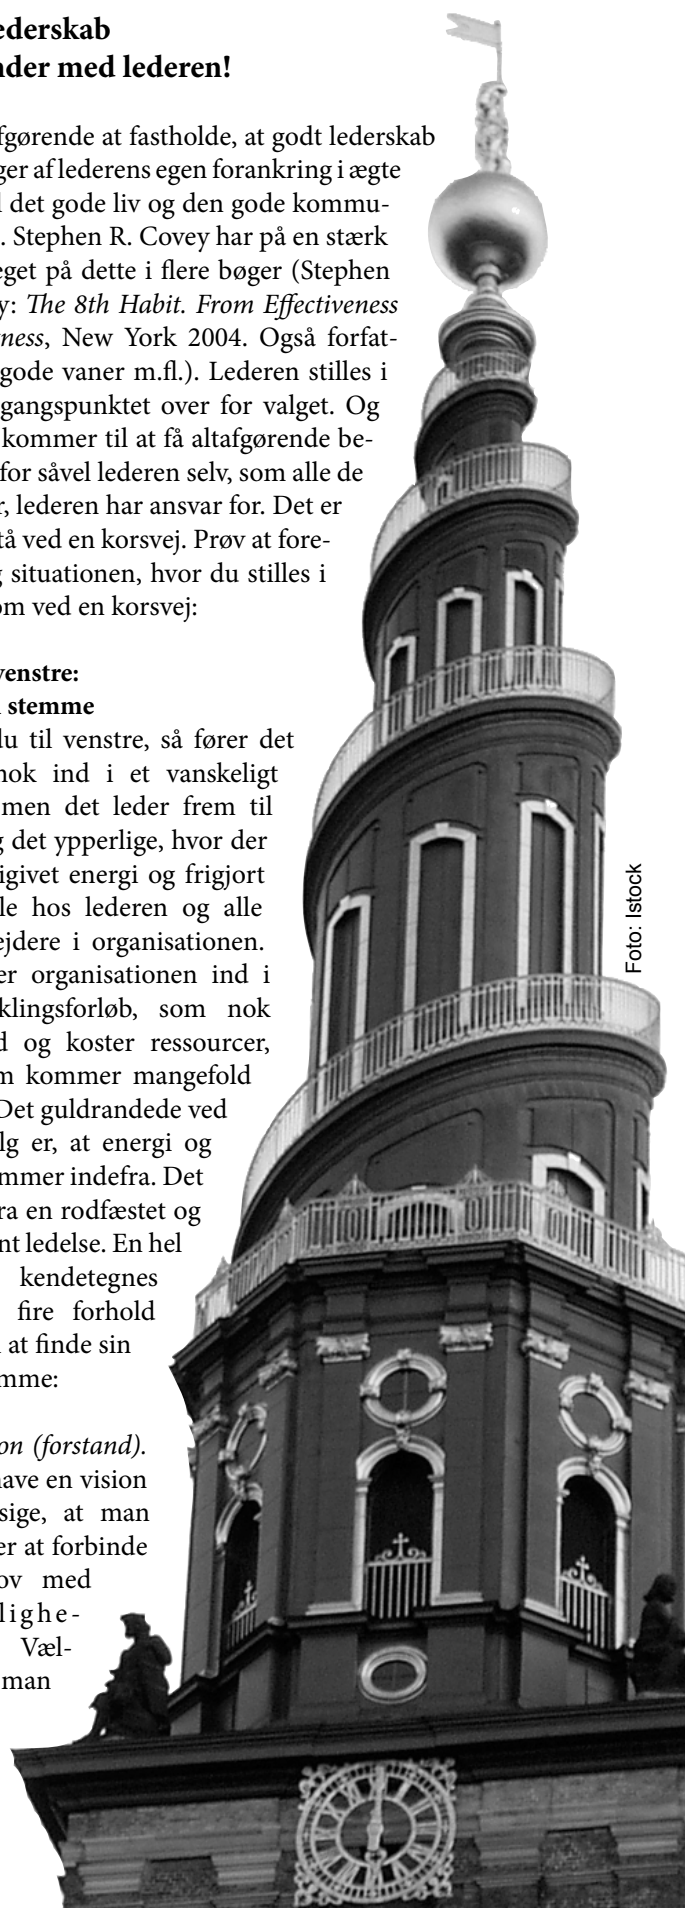 ederskab
nder med lederen!
fgørende at fastholde, at godt lederskab
ger af lederens egen forankring i ægte
l det gode liv og den gode kommu-
. Stephen R. Covey har på en stærk
eget på dette i flere bøger (Stephen
y: The 8th Habit. From Effectiveness
ness, New York 2004. Også forfat-
gode vaner m.fl.). Lederen stilles i
gangspunktet over for valget. Og
kommer til at få altafgørende be-
for såvel lederen selv, som alle de
r, lederen har ansvar for. Det er
tå ved en korsvej. Prøv at fore-
g situationen, hvor du stilles i
om ved en korsvej:
venstre:
stemme
du til venstre, så fører det
nok ind i et vanskeligt
men det leder frem til
g det ypperlige, hvor der
igivet energi og frigjort
le hos lederen og alle
ejdere i organisationen.
er organisationen ind i
klingsforløb, som nok
d og koster ressourcer,
m kommer mangefold
Det guldrandede ved
lg er, at energi og
mmer indefra. Det
ra en rodfæstet og
nt ledelse. En hel
kendetegnes
fire forhold
at finde sin
mme:
on (forstand).
have en vision
sige, at man
er at forbinde
ov med
lighe-
Væl-
man
Foto: Istock